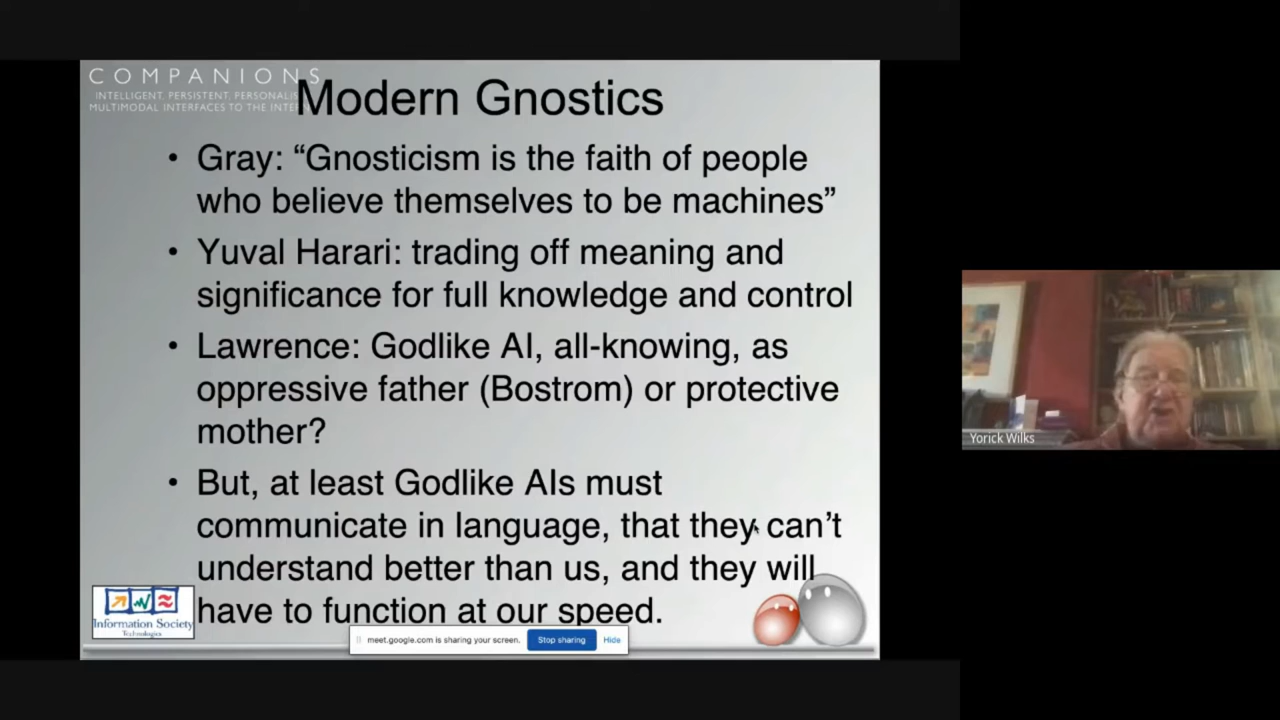 COMPANIONS
INTELLIGENT, PERSISTENT, PERSONALIS
MULTIMODAL INTERFACES TO THE INTER
Modern Gnostics
• Gray: “Gnosticism is the faith of people
who believe themselves to be machines”
• Yuval Harari: trading off meaning and
significance for full knowledge and control
• Lawrence: Godlike AI, all-knowing, as
oppressive father (Bostrom) or protective
mother?
• But, at least Godlike AIs must
communicate in language, that they can’t
understand better than us, and they will
have to function at our speed.
Information Society
Technologies
meet.google.com is sharing your screen.
Stop sharing
Hide
Yorick Wilks